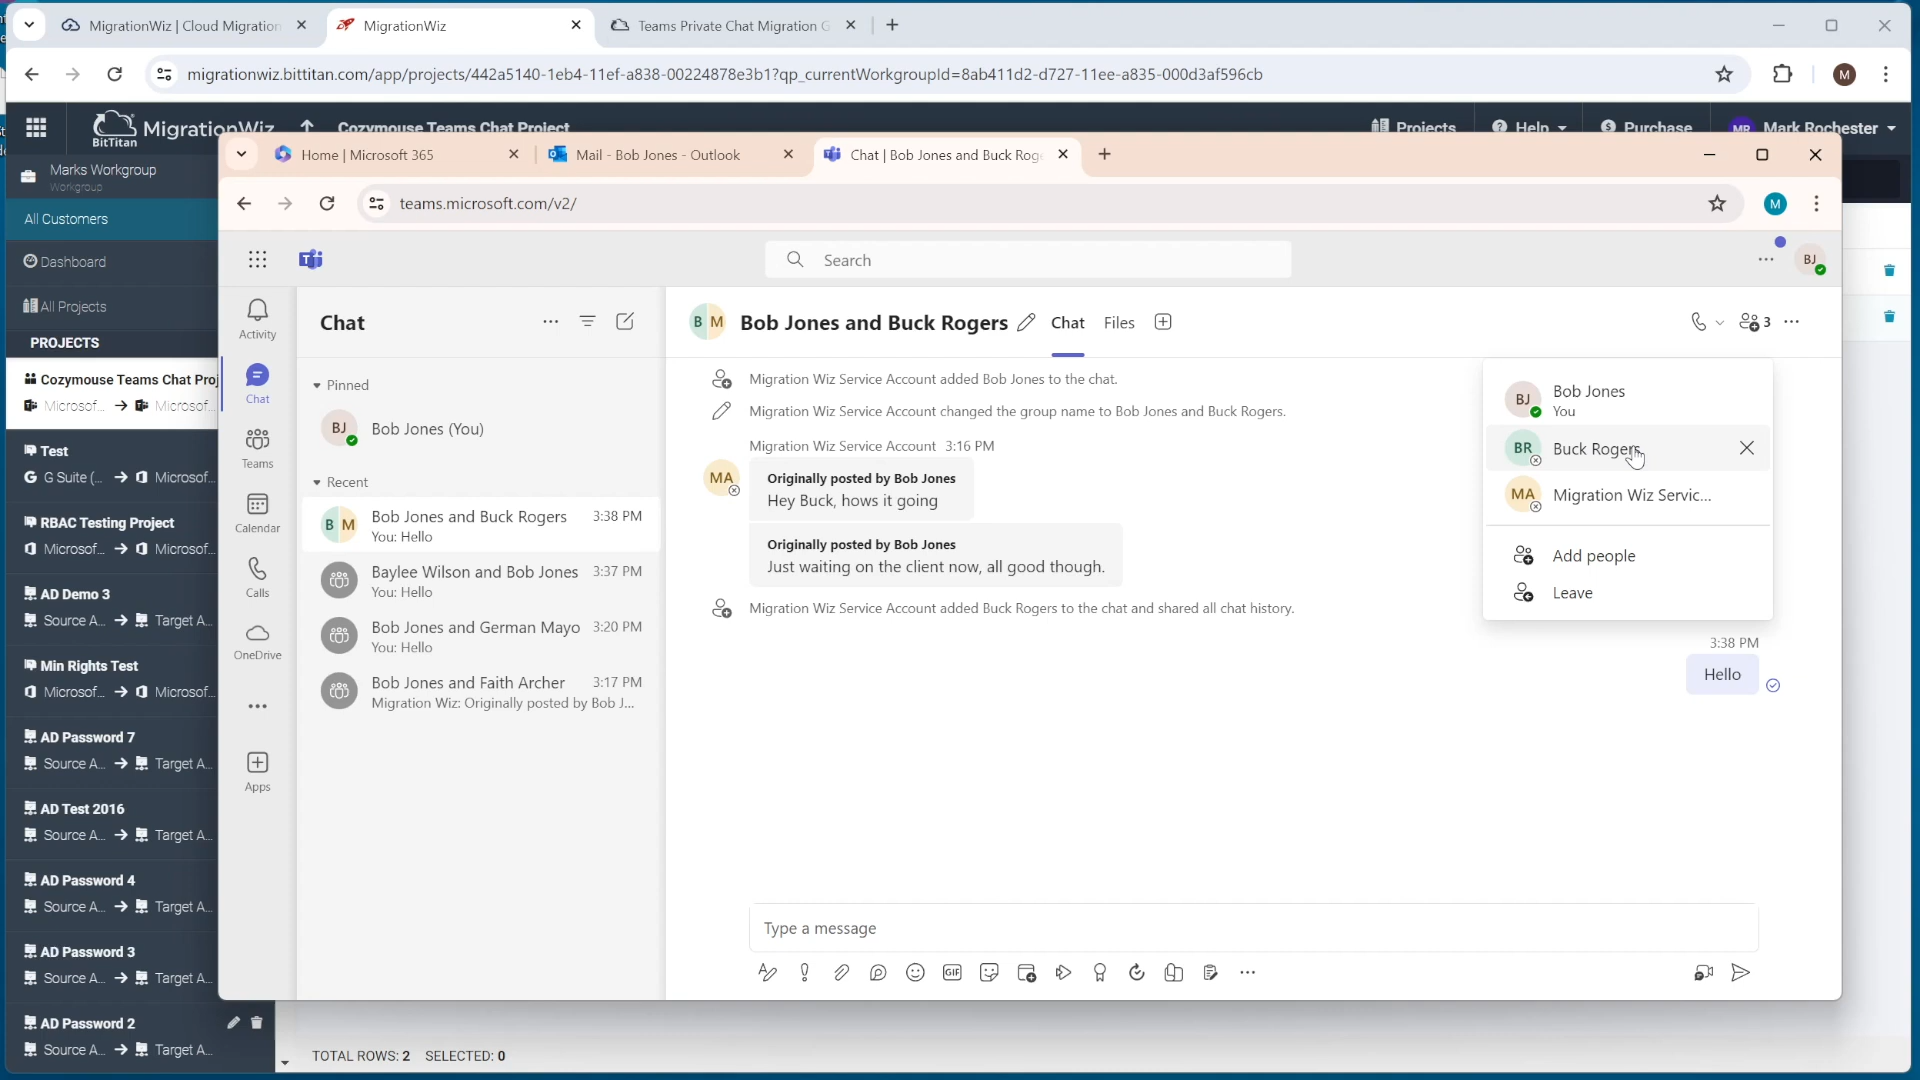 MigrationWiz | Cloud Migration
MigrationWiz
Teams Private Chat Migration G
migrationwiz.bittitan.com/app/projects/442a5140-1eb4-11ef-a838-00224878e3b1?qp_currentWorkgroupId=8ab411d2-d727-11ee-a835-000d3af596cb
M
BitTitan
MigrationWiz
Cozymouse Teams Chat Project
Projects
Help
Purchase
MR
Mark Rochester
Marks Workgroup
Workgroup
All Customers
Dashboard
All Projects
PROJECTS
Cozymouse Teams Chat Proj
Microsof... → Microsof...
Test
G Suite (... → Microsof...
RBAC Testing Project
Microsof... → Microsof...
AD Demo 3
Source A... → Target A...
Min Rights Test
Microsof... → Microsof...
AD Password 7
Source A... → Target A...
AD Test 2016
Source A... → Target A...
AD Password 4
Source A... → Target A...
AD Password 3
Source A... → Target A...
AD Password 2
Source A... → Target A...
Home | Microsoft 365
Mail - Bob Jones - Outlook
Chat | Bob Jones and Buck Roge
teams.microsoft.com/v2/
M
Search
BJ
Activity
Chat
Teams
Calendar
Calls
OneDrive
Apps
Chat
Pinned
BJ
Bob Jones (You)
Recent
B M
Bob Jones and Buck Rogers 3:38 PM
You: Hello
Baylee Wilson and Bob Jones 3:37 PM
You: Hello
Bob Jones and German Mayo 3:20 PM
You: Hello
Bob Jones and Faith Archer 3:17 PM
Migration Wiz: Originally posted by Bob J...
B M
Bob Jones and Buck Rogers
Chat
Files
3
Migration Wiz Service Account added Bob Jones to the chat.
Migration Wiz Service Account changed the group name to Bob Jones and Buck Rogers.
Migration Wiz Service Account 3:16 PM
MA
Originally posted by Bob Jones
Hey Buck, hows it going
Originally posted by Bob Jones
Just waiting on the client now, all good though.
Migration Wiz Service Account added Buck Rogers to the chat and shared all chat history.
BJ
Bob Jones
You
BR
Buck Rogers
MA
Migration Wiz Servic...
Add people
Leave
3:38 PM
Hello
Type a message
GIF
TOTAL ROWS: 2 SELECTED: 0